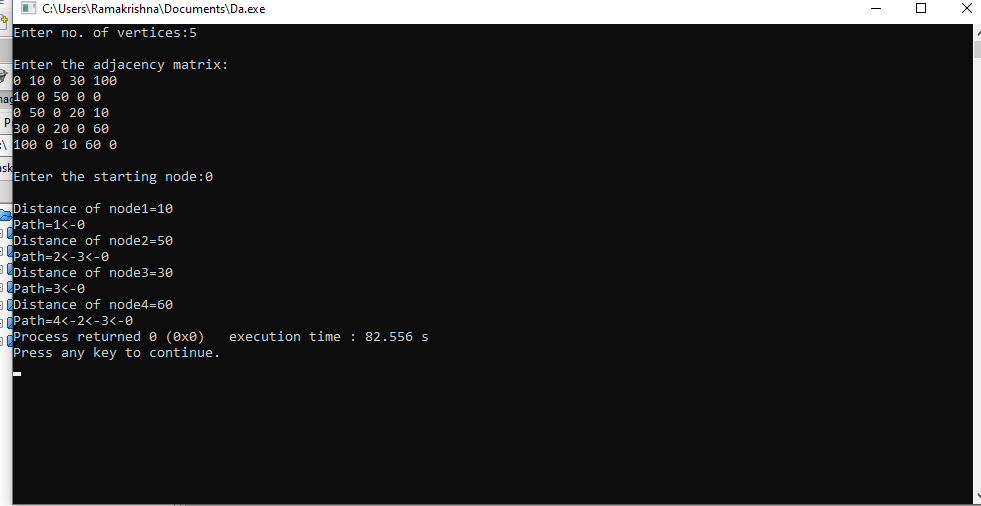 C:\Users\Ramakrishna\Documents\Da.exe
Enter no. of vertices:5
Enter the adjacency matrix:
0 10 0 30 100
10 0 50 0 0
0 50 0 20 10
30 0 20 0 60
100 0 10 60 0
Enter the starting node:0
Distance of node1=10
Path=1<-0
Distance of node2=50
Path=2<-3<-0
Distance of node3=30
Path=3<-0
Distance of node4=60
Path=4<-2<-3<-0
Process returned 0 (0x0)   execution time : 82.556 s
Press any key to continue.